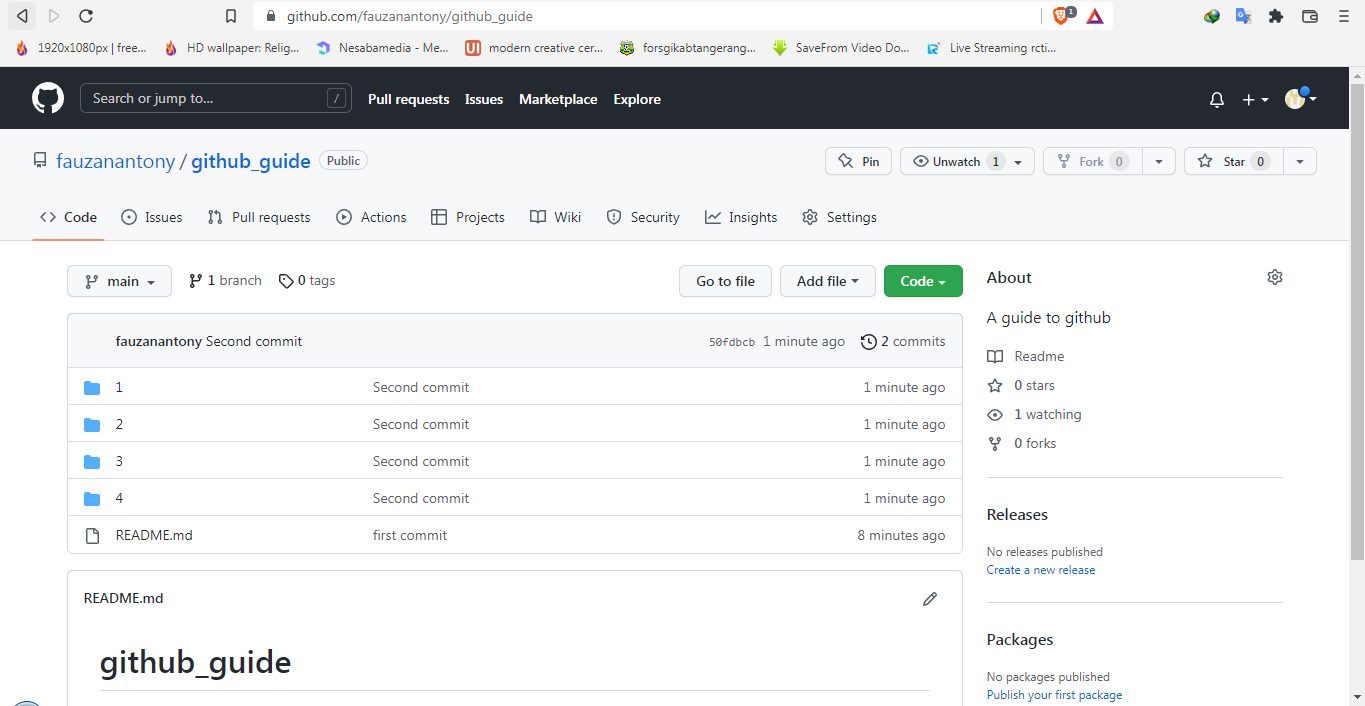 github.com/fauzanantony/github_guide 1
1920x1080px | free... HD wallpaper: Relig... Nesabamedia - Me... modern creative cer... forsgikabtangerang... SaveFrom Video Do... Live Streaming rcti...
Search or jump to... / Pull requests Issues Marketplace Explore
fauzanantony / github_guide Public Pin Unwatch 1 Fork 0 Star 0
Code Issues Pull requests Actions Projects Wiki Security Insights Settings
main 1 branch 0 tags Go to file Add file Code
fauzanantony Second commit 50fdbcb 1 minute ago 2 commits
1 Second commit 1 minute ago
2 Second commit 1 minute ago
3 Second commit 1 minute ago
4 Second commit 1 minute ago
README.md first commit 8 minutes ago
README.md
github_guide
About
A guide to github
Readme
0 stars
1 watching
0 forks
Releases
No releases published
Create a new release
Packages
No packages published
Publish your first package